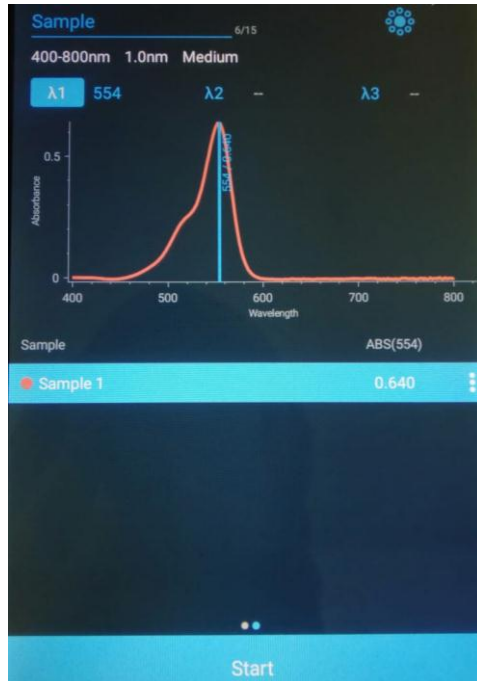 Sample
6/15
400-800nm 1.0nm Medium
λ1 554 λ2 -- λ3 --
Absorbance
0.5
0
554 / 0.640
400 500 600 700 800
Wavelength
Sample ABS(554)
Sample 1 0.640
Start